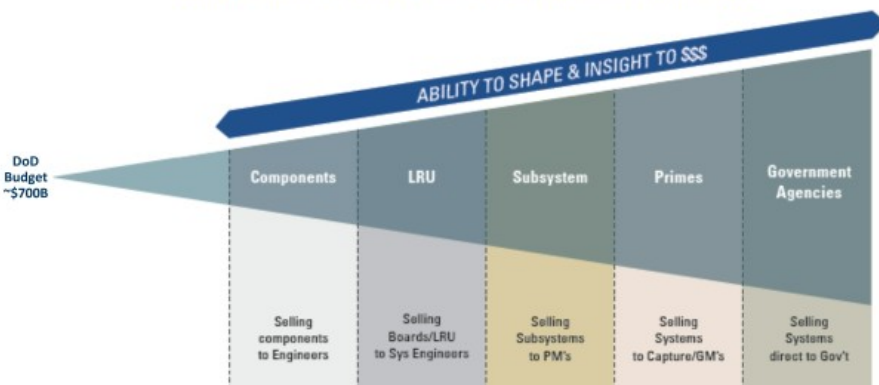 ABILITY TO SHAPE & INSIGHT TO $$$
DoD
Budget
~$700B
Components
LRU
Subsystem
Primes
Government
Agencies
Selling
components
to Engineers
Selling
Boards/LRU
to Sys Engineers
Selling
Subsystems
to PM's
Selling
Systems
to Capture/GM's
Selling
Systems
direct to Gov't